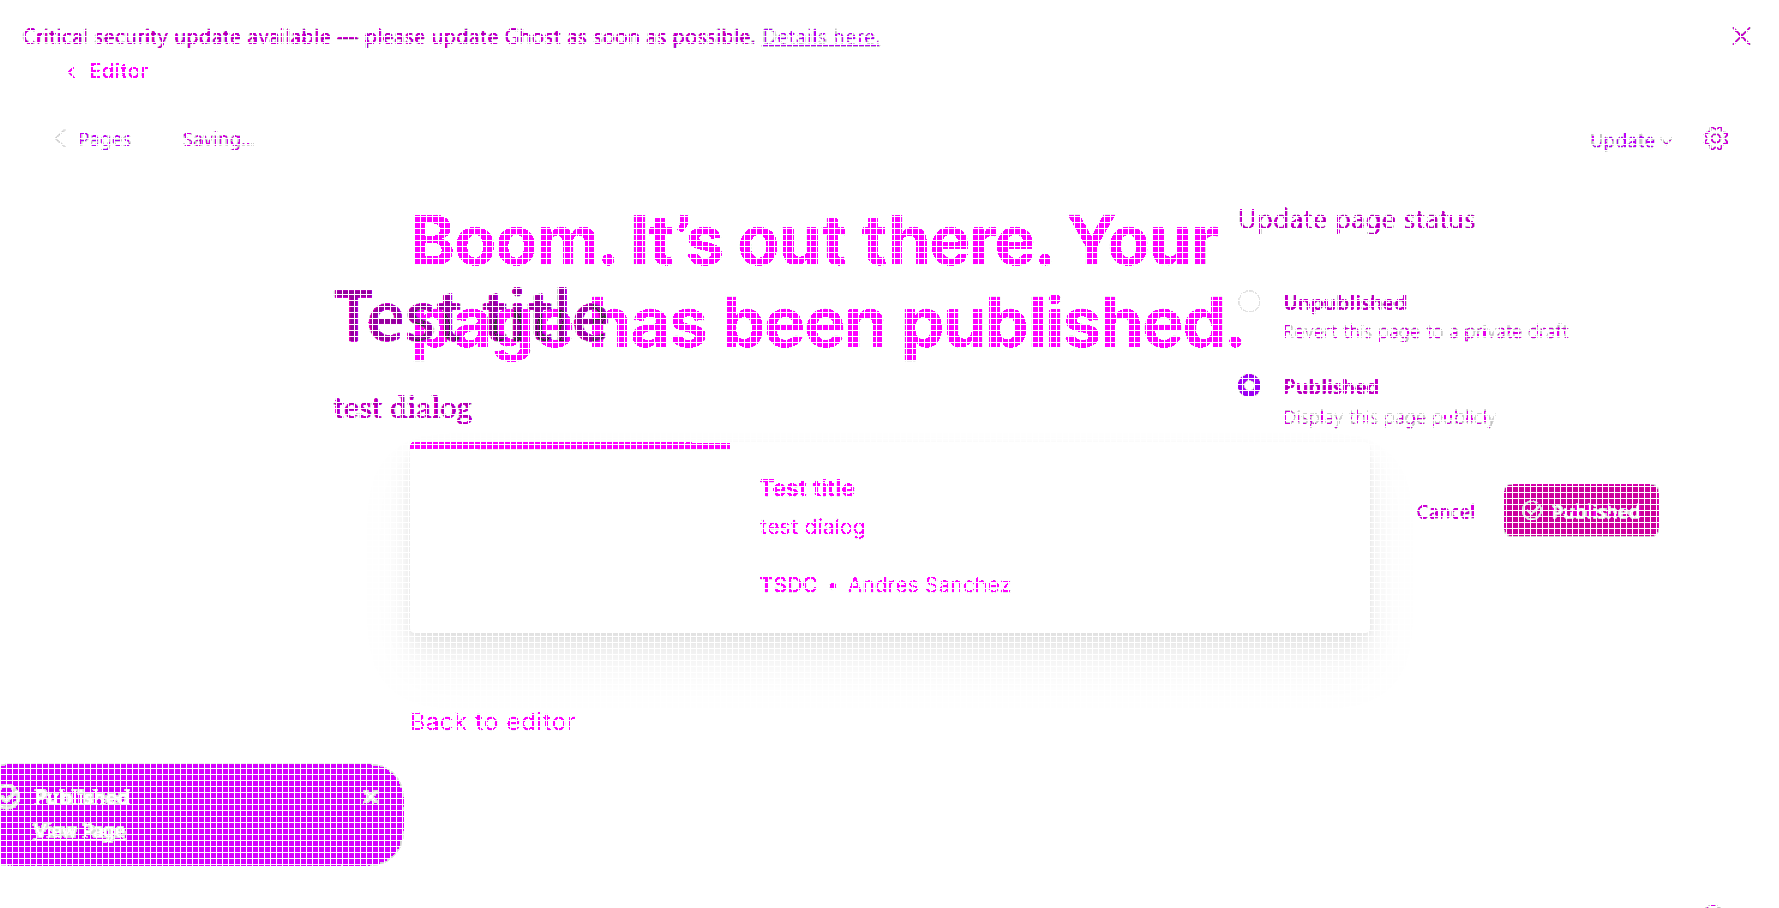 Critical security update available –– please update Ghost as soon as possible. Details here.
Editor
Pages
Saving...
Update
Boom. It's out there. Your
page has been published.
Update page status
Test title
Unpublished
Revert this page to a private draft
Published
Display this page publicly
test dialog
Test title
test dialog
TSDC • Andres Sanchez
Cancel
Published
Back to editor
Published
View Page